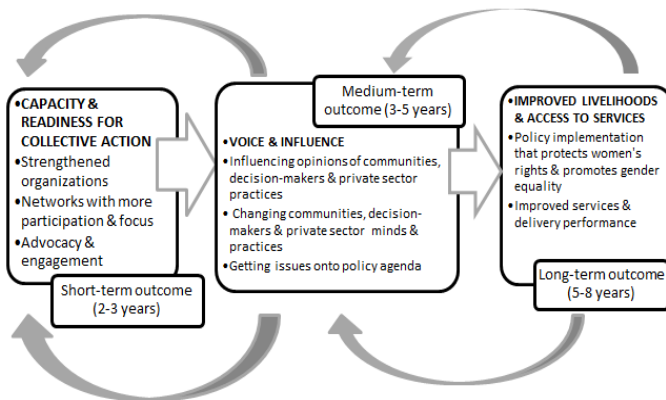 •CAPACITY &
READINESS FOR
COLLECTIVE ACTION
•Strengthened
organizations
•Networks with more
participation & focus
•Advocacy &
engagement
Short-term outcome
(2-3 years)
Medium-term
outcome (3-5 years)
•VOICE & INFLUENCE
•Influencing opinions of communities,
decision-makers & private sector
practices
• Changing communities, decision-
makers & private sector minds &
practices
•Getting issues onto policy agenda
•IMPROVED LIVELIHOODS
& ACCESS TO SERVICES
•Policy implementation
that protects women's
rights & promotes gender
equality
•Improved services &
delivery performance
Long-term outcome
(5-8 years)